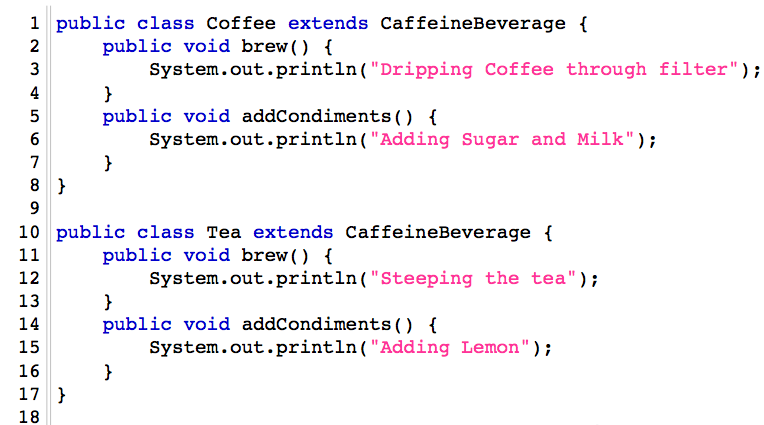 1 public class Coffee extends CaffeineBeverage {
2     public void brew() {
3         System.out.println("Dripping Coffee through filter");
4     }
5     public void addCondiments() {
6         System.out.println("Adding Sugar and Milk");
7     }
8 }
9
10 public class Tea extends CaffeineBeverage {
11     public void brew() {
12         System.out.println("Steeping the tea");
13     }
14     public void addCondiments() {
15         System.out.println("Adding Lemon");
16     }
17 }
18